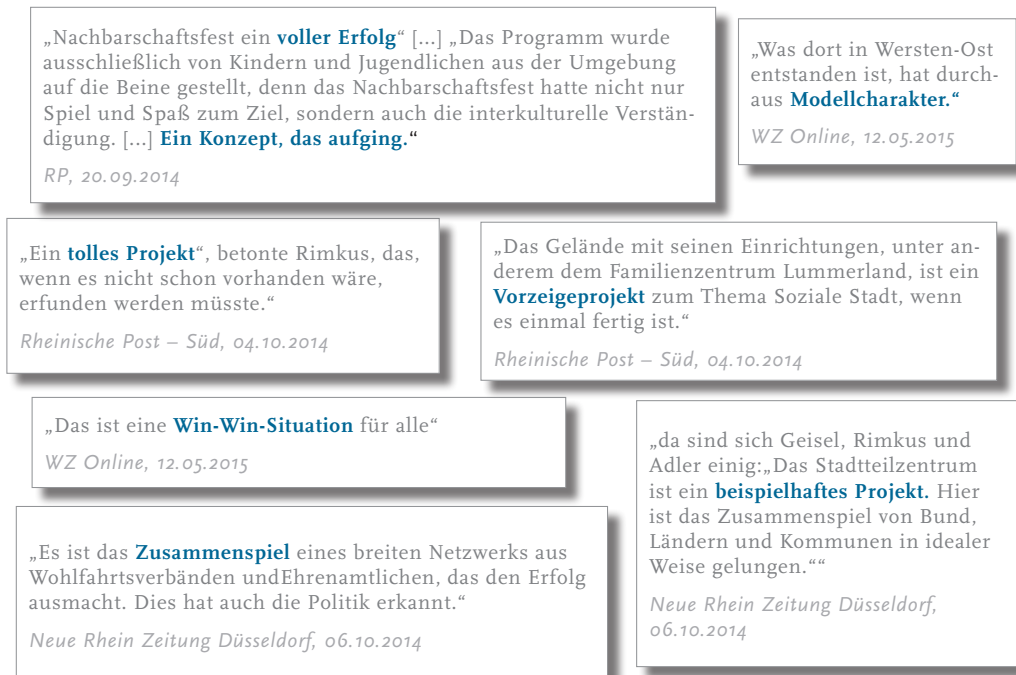 „Nachbarschaftsfest ein voller Erfolg“ [...] „Das Programm wurde
ausschließlich von Kindern und Jugendlichen aus der Umgebung
auf die Beine gestellt, denn das Nachbarschaftsfest hatte nicht nur
Spiel und Spaß zum Ziel, sondern auch die interkulturelle Verstän-
digung. [...] Ein Konzept, das aufging.“
RP, 20.09.2014
„Was dort in Wersten-Ost
entstanden ist, hat durch-
aus Modellcharakter.“
WZ Online, 12.05.2015
„Ein tolles Projekt“, betonte Rimkus, das,
wenn es nicht schon vorhanden wäre,
erfunden werden müsste.“
Rheinische Post – Süd, 04.10.2014
„Das Gelände mit seinen Einrichtungen, unter an-
derem dem Familienzentrum Lummerland, ist ein
Vorzeigeprojekt zum Thema Soziale Stadt, wenn
es einmal fertig ist.“
Rheinische Post – Süd, 04.10.2014
„Das ist eine Win-Win-Situation für alle“
WZ Online, 12.05.2015
„da sind sich Geisel, Rimkus und
Adler einig:„Das Stadtteilzentrum
ist ein beispielhaftes Projekt. Hier
ist das Zusammenspiel von Bund,
Ländern und Kommunen in idealer
Weise gelungen.““
Neue Rhein Zeitung Düsseldorf,
06.10.2014
„Es ist das Zusammenspiel eines breiten Netzwerks aus
Wohlfahrtsverbänden undEhrenamtlichen, das den Erfolg
ausmacht. Dies hat auch die Politik erkannt.“
Neue Rhein Zeitung Düsseldorf, 06.10.2014